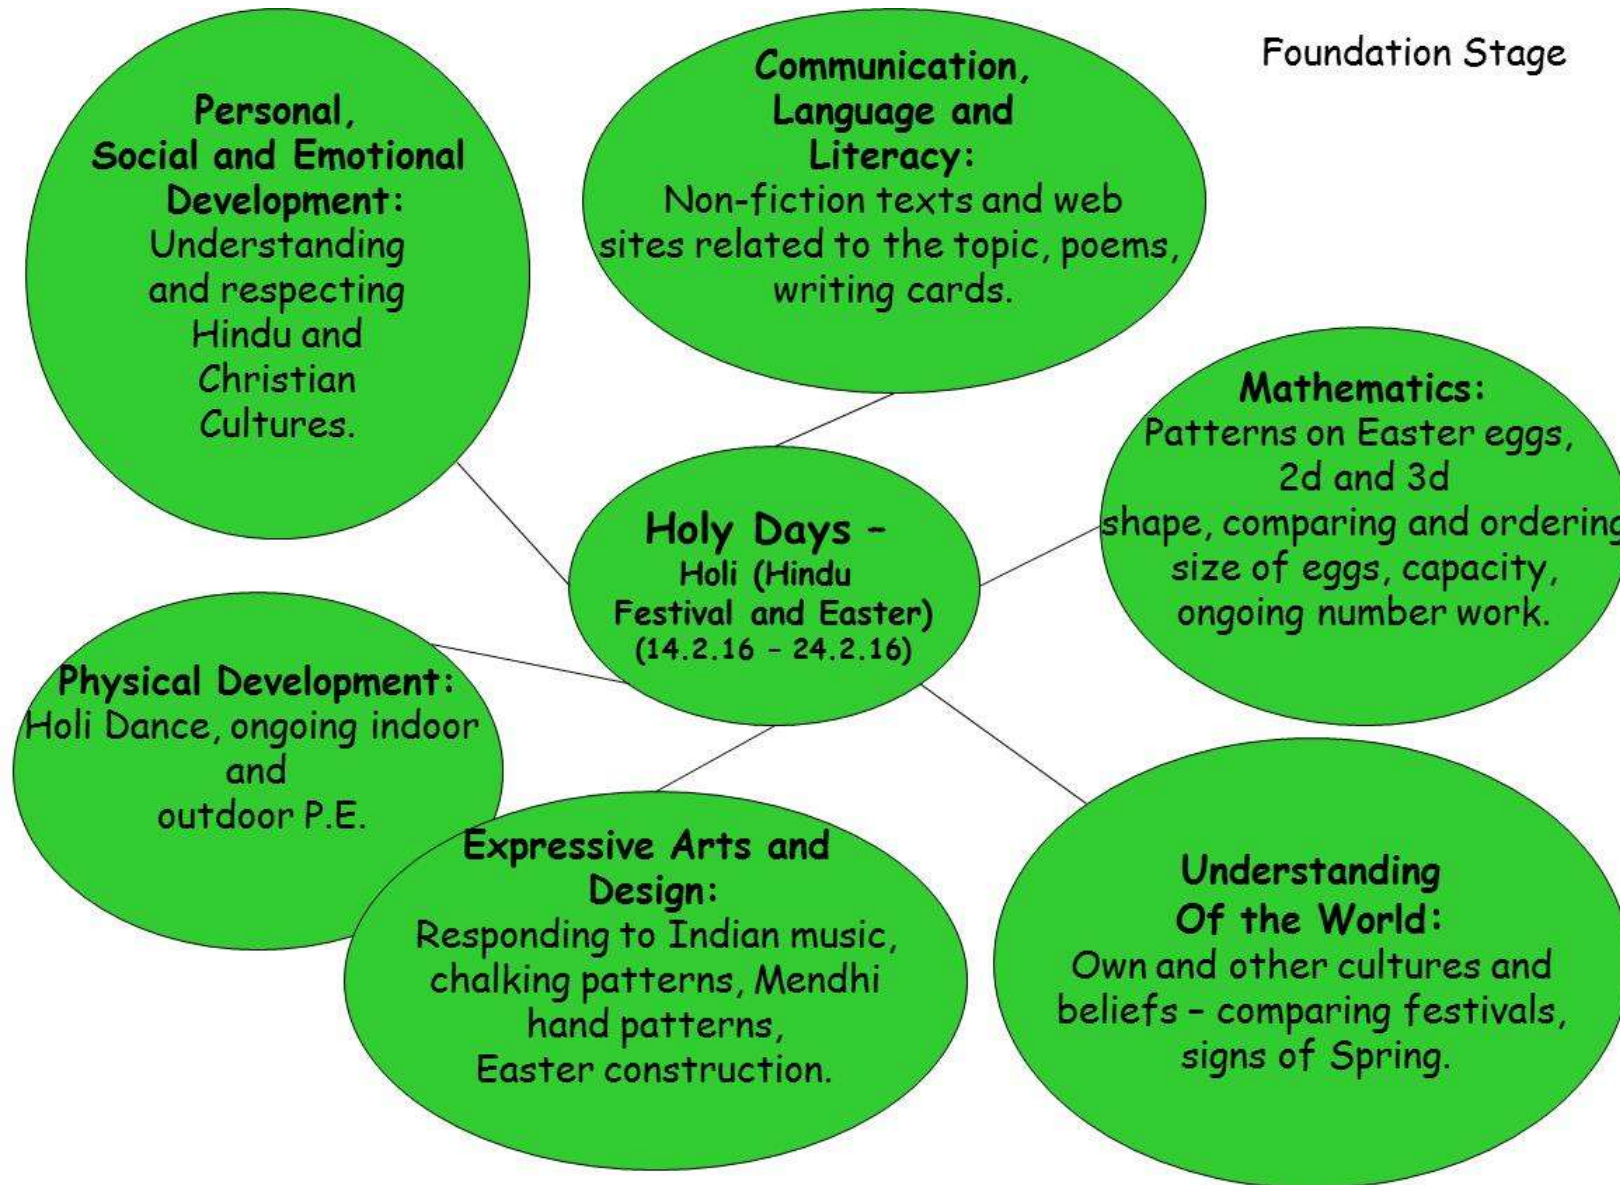 Foundation Stage
Personal,
Social and Emotional
Development:
Understanding
and respecting
Hindu and
Christian
Cultures.
Communication,
Language and
Literacy:
Non-fiction texts and web
sites related to the topic, poems,
writing cards.
Mathematics:
Patterns on Easter eggs,
2d and 3d
shape, comparing and ordering
size of eggs, capacity,
ongoing number work.
Holy Days –
Holi (Hindu
Festival and Easter)
(14.2.16 – 24.2.16)
Physical Development:
Holi Dance, ongoing indoor
and
outdoor P.E.
Expressive Arts and
Design:
Responding to Indian music,
chalking patterns, Mendhi
hand patterns,
Easter construction.
Understanding
Of the World:
Own and other cultures and
beliefs – comparing festivals,
signs of Spring.